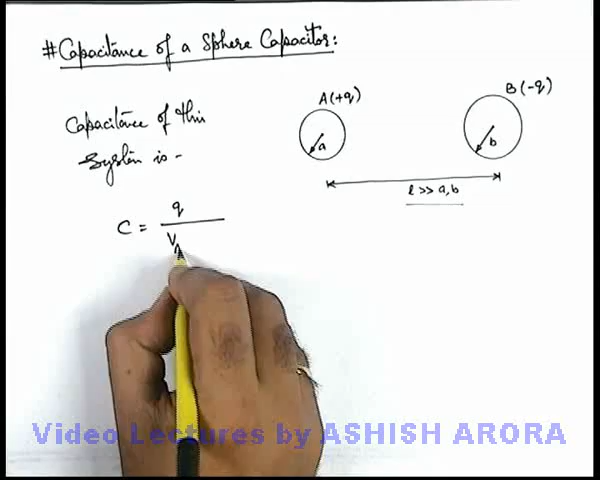 #Capacitance of a Sphere Capacitor:
A(+q)
B(-q)
Capacitance of this
System is -
a
b
l >> a, b
C = q
V
Video Lectures by ASHISH ARORA